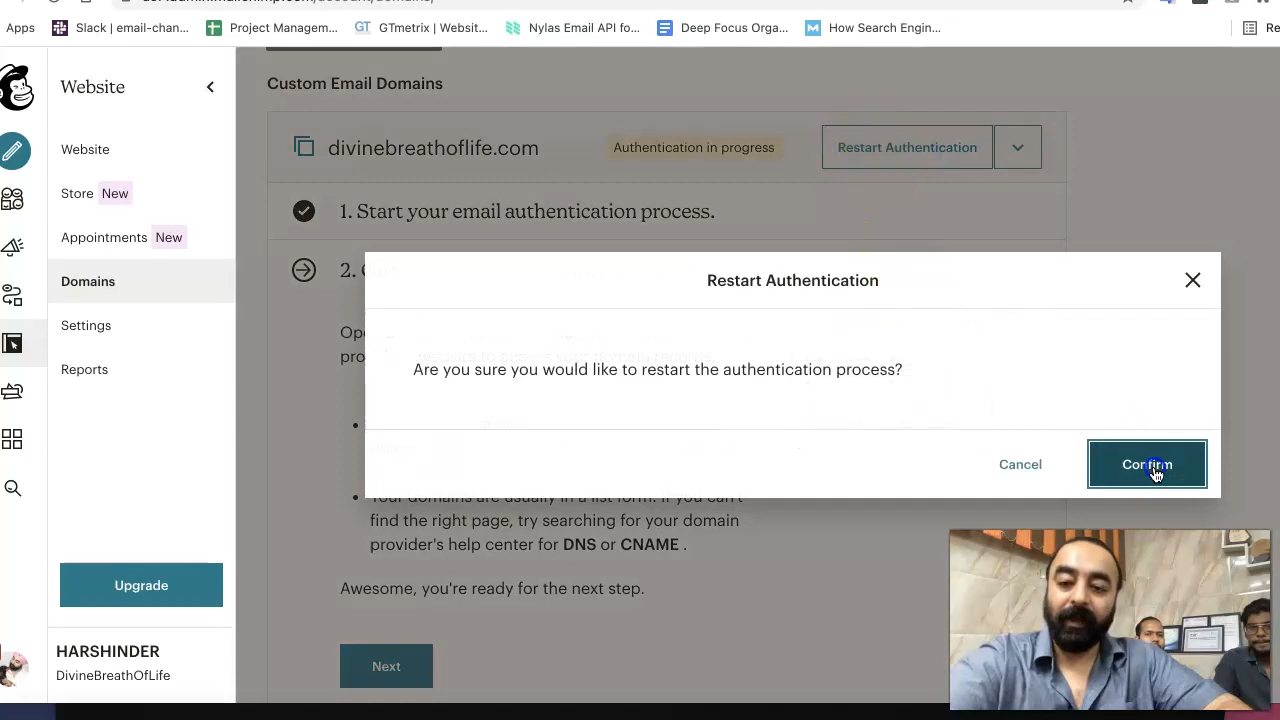 Apps
Slack | email-chan...
Project Managem...
GT
GTmetrix | Websit...
Nylas Email API fo...
Deep Focus Orga...
How Search Engin...
Re
Website
Website
Store New
Appointments New
Domains
Settings
Reports
Upgrade
HARSHINDER
DivineBreathOfLife
Custom Email Domains
divinebreathoflife.com
Authentication in progress
Restart Authentication
1. Start your email authentication process.
2.
Restart Authentication
Are you sure you would like to restart the authentication process?
Cancel
Confirm
Your domains are usually in a list form. If you can't
find the right page, try searching for your domain
provider's help center for DNS or CNAME .
Awesome, you're ready for the next step.
Next